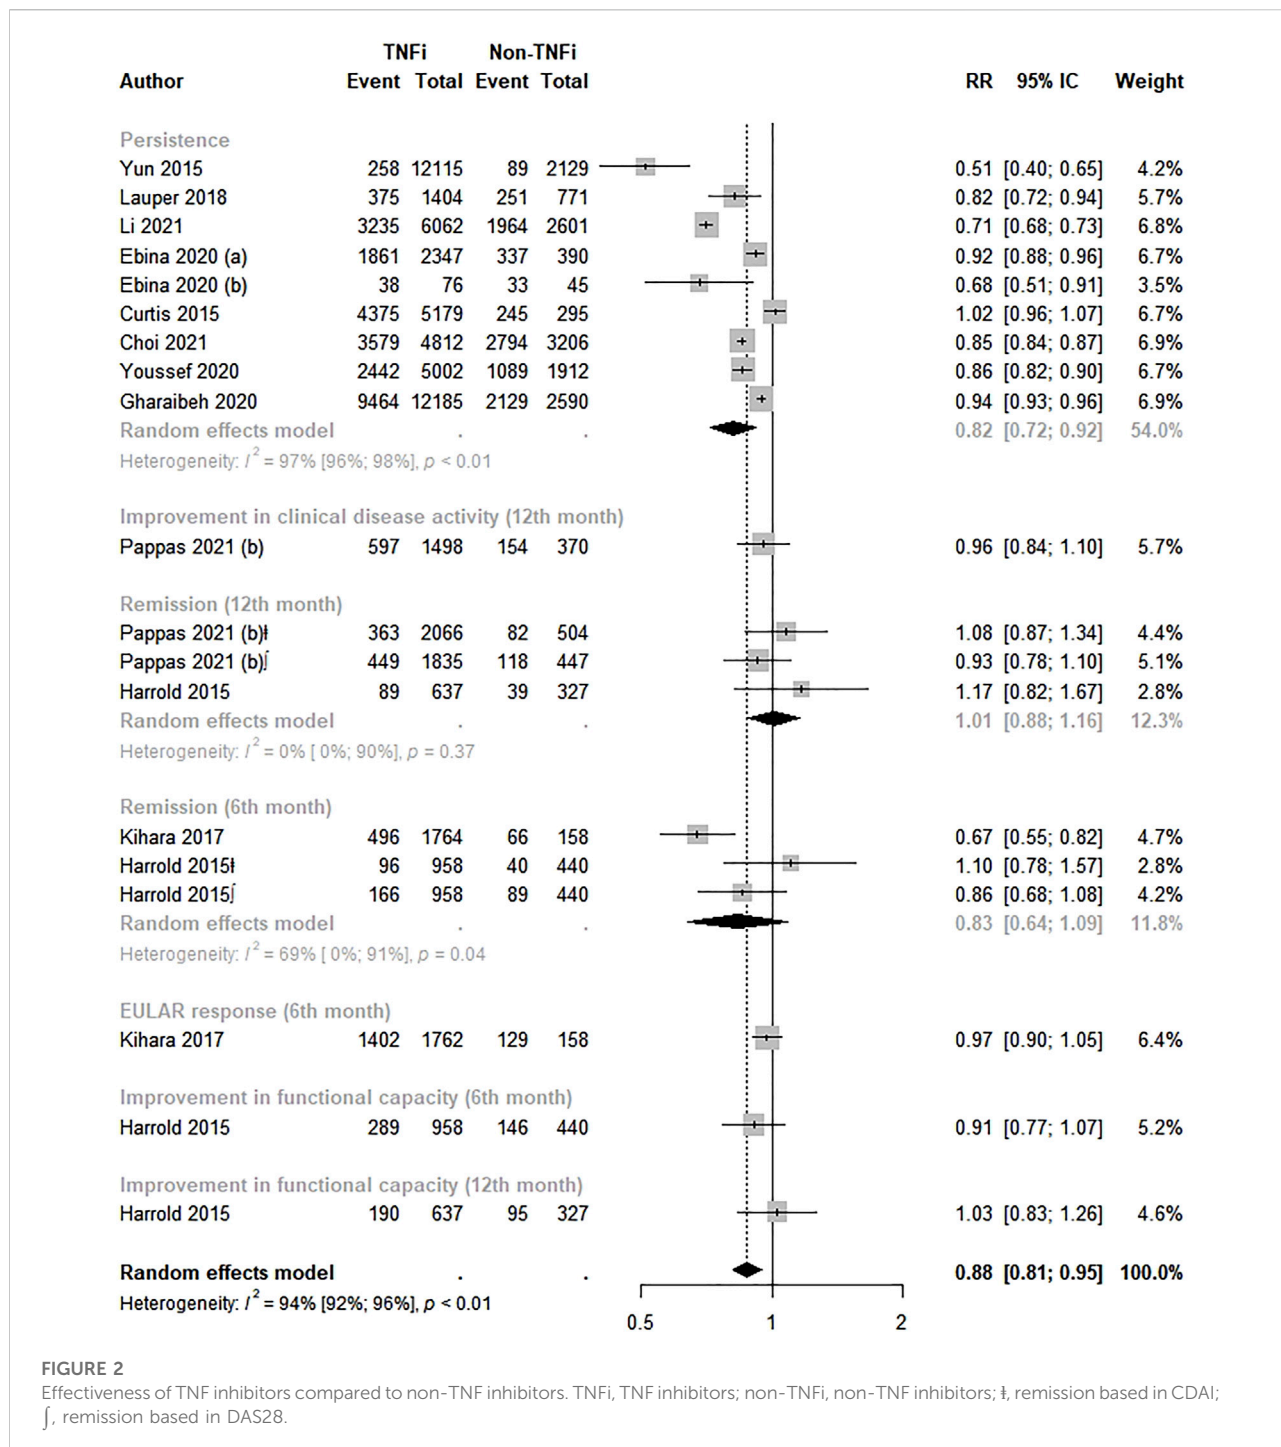 TNFi Non-TNFi
Author Event Total Event Total RR 95% IC Weight
Persistence
Yun 2015 258 12115 89 2129 0.51 [0.40; 0.65] 4.2%
Lauper 2018 375 1404 251 771 0.82 [0.72; 0.94] 5.7%
Li 2021 3235 6062 1964 2601 0.71 [0.68; 0.73] 6.8%
Ebina 2020 (a) 1861 2347 337 390 0.92 [0.88; 0.96] 6.7%
Ebina 2020 (b) 38 76 33 45 0.68 [0.51; 0.91] 3.5%
Curtis 2015 4375 5179 245 295 1.02 [0.96; 1.07] 6.7%
Choi 2021 3579 4812 2794 3206 0.85 [0.84; 0.87] 6.9%
Youssef 2020 2442 5002 1089 1912 0.86 [0.82; 0.90] 6.7%
Gharaibeh 2020 9464 12185 2129 2590 0.94 [0.93; 0.96] 6.9%
Random effects model . . 0.82 [0.72; 0.92] 54.0%
Heterogeneity: I² = 97% [96%; 98%], p < 0.01
Improvement in clinical disease activity (12th month)
Pappas 2021 (b) 597 1498 154 370 0.96 [0.84; 1.10] 5.7%
Remission (12th month)
Pappas 2021 (b)ƚ 363 2066 82 504 1.08 [0.87; 1.34] 4.4%
Pappas 2021 (b)∫ 449 1835 118 447 0.93 [0.78; 1.10] 5.1%
Harrold 2015 89 637 39 327 1.17 [0.82; 1.67] 2.8%
Random effects model . . 1.01 [0.88; 1.16] 12.3%
Heterogeneity: I² = 0% [ 0%; 90%], p = 0.37
Remission (6th month)
Kihara 2017 496 1764 66 158 0.67 [0.55; 0.82] 4.7%
Harrold 2015ƚ 96 958 40 440 1.10 [0.78; 1.57] 2.8%
Harrold 2015∫ 166 958 89 440 0.86 [0.68; 1.08] 4.2%
Random effects model . . 0.83 [0.64; 1.09] 11.8%
Heterogeneity: I² = 69% [ 0%; 91%], p = 0.04
EULAR response (6th month)
Kihara 2017 1402 1762 129 158 0.97 [0.90; 1.05] 6.4%
Improvement in functional capacity (6th month)
Harrold 2015 289 958 146 440 0.91 [0.77; 1.07] 5.2%
Improvement in functional capacity (12th month)
Harrold 2015 190 637 95 327 1.03 [0.83; 1.26] 4.6%
Random effects model . . 0.88 [0.81; 0.95] 100.0%
Heterogeneity: I² = 94% [92%; 96%], p < 0.01
0.5 1 2
FIGURE 2
Effectiveness of TNF inhibitors compared to non-TNF inhibitors. TNFi, TNF inhibitors; non-TNFi, non-TNF inhibitors; ƚ, remission based in CDAI;
∫, remission based in DAS28.